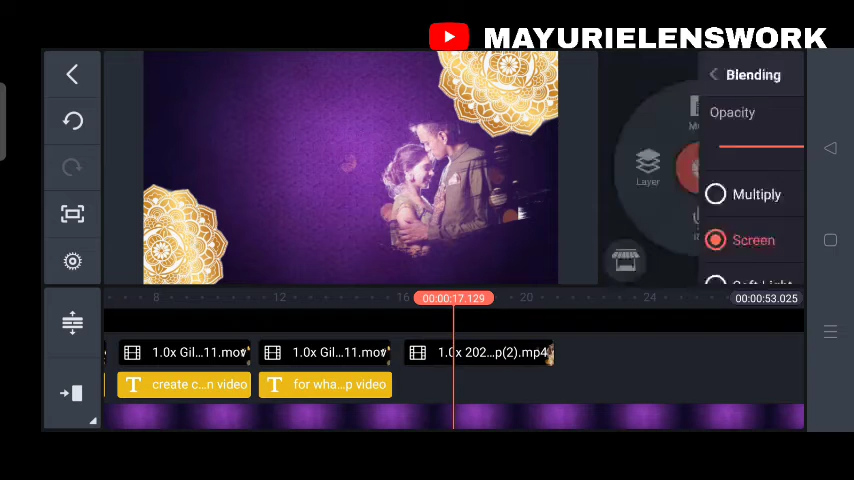 MAYURIELENSWORK
Blending
Opacity
Layer
Multiply
Screen
Soft Light
8
12
16
00:00:17.129
20
24
00:00:53.025
1.0x Gil...11.mov
1.0x Gil...11.mov
1.0x 202...p(2).mp4
T create c...n video
T for wha...p video